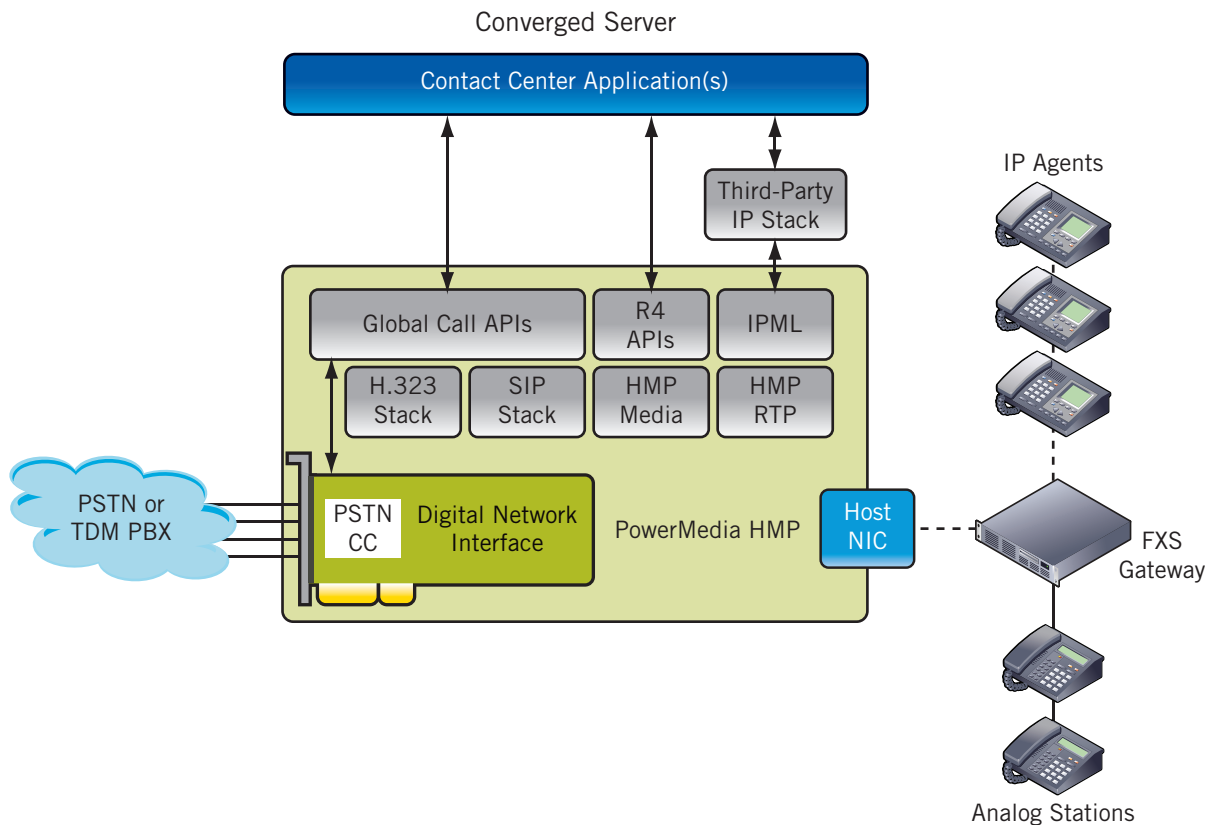 Converged Server
Contact Center Application(s)
Third-Party
IP Stack
IP Agents
Global Call APIs
R4
APIs
IPML
H.323
Stack
SIP
Stack
HMP
Media
HMP
RTP
PSTN or
TDM PBX
PSTN
CC
Digital Network
Interface
PowerMedia HMP
Host
NIC
FXS
Gateway
Analog Stations